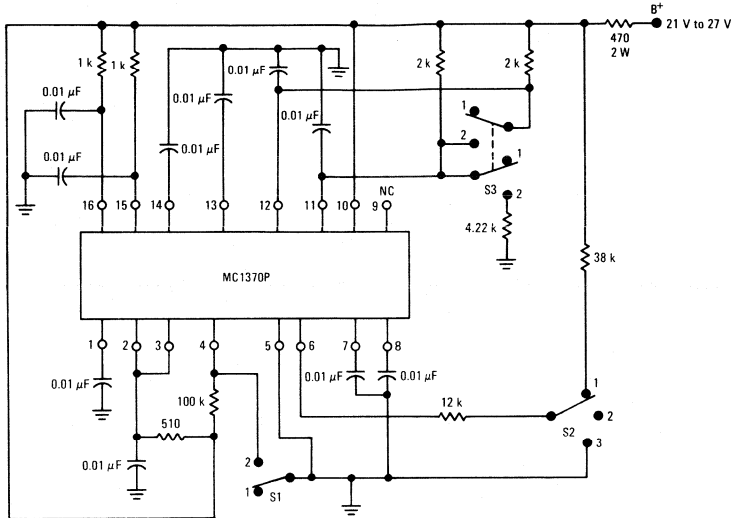 B+
21 V to 27 V
470
2 W
1 k
1 k
0.01 µF
2 k
2 k
0.01 µF
0.01 µF
0.01 µF
1
0.01 µF
2
0.01 µF
1
S3
NC
2
16
15
14
13
12
11
10
9
4.22 k
MC1370P
38 k
1
2
3
4
5
6
7
8
0.01 µF
0.01 µF
0.01 µF
1
100 k
12 k
2
510
S2
3
0.01 µF
2
1
S1